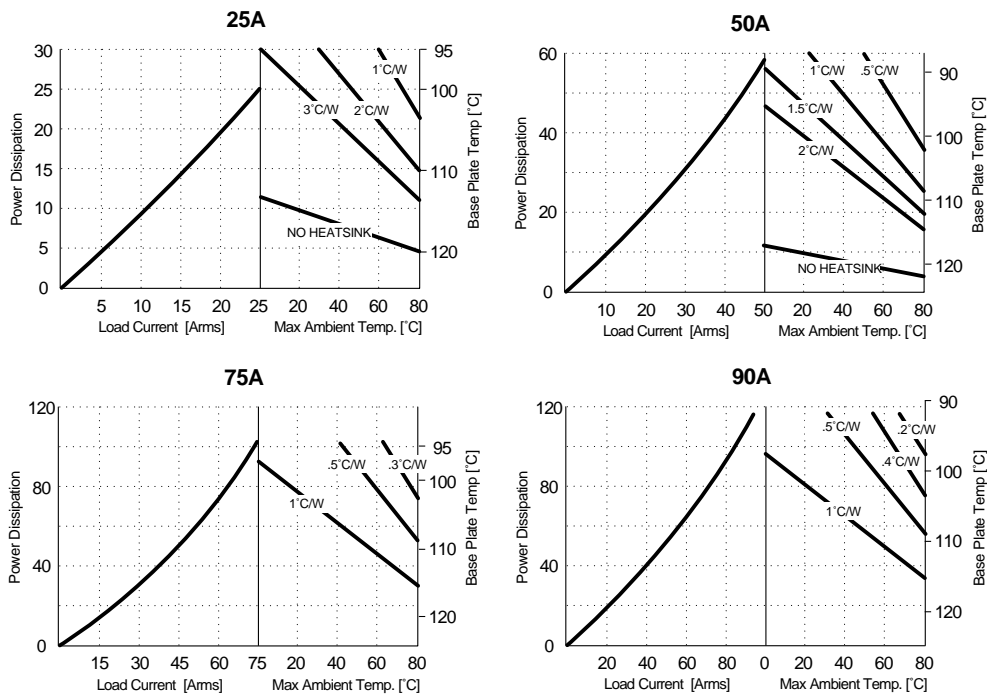 25A
Power Dissipation
30
25
20
15
10
5
0
5 10 15 20 25 20 40 60 80
Load Current [Arms]
Max Ambient Temp. [˚C]
1˚C/W
2˚C/W
3˚C/W
NO HEATSINK
95
100
110
120
Base Plate Temp [˚C]
50A
Power Dissipation
60
40
20
0
10 20 30 40 50 20 40 60 80
Load Current [Arms]
Max Ambient Temp. [˚C]
.5˚C/W
1˚C/W
1.5˚C/W
2˚C/W
NO HEATSINK
90
100
110
120
Base Plate Temp [˚C]
75A
Power Dissipation
120
80
40
0
15 30 45 60 75 20 40 60 80
Load Current [Arms]
Max Ambient Temp. [˚C]
.3˚C/W
.5˚C/W
1˚C/W
95
100
110
120
Base Plate Temp [˚C]
90A
Power Dissipation
120
80
40
0
20 40 60 80 0 20 40 60 80
Load Current [Arms]
Max Ambient Temp. [˚C]
.2˚C/W
.5˚C/W
.4˚C/W
1˚C/W
90
100
110
120
Base Plate Temp [˚C]